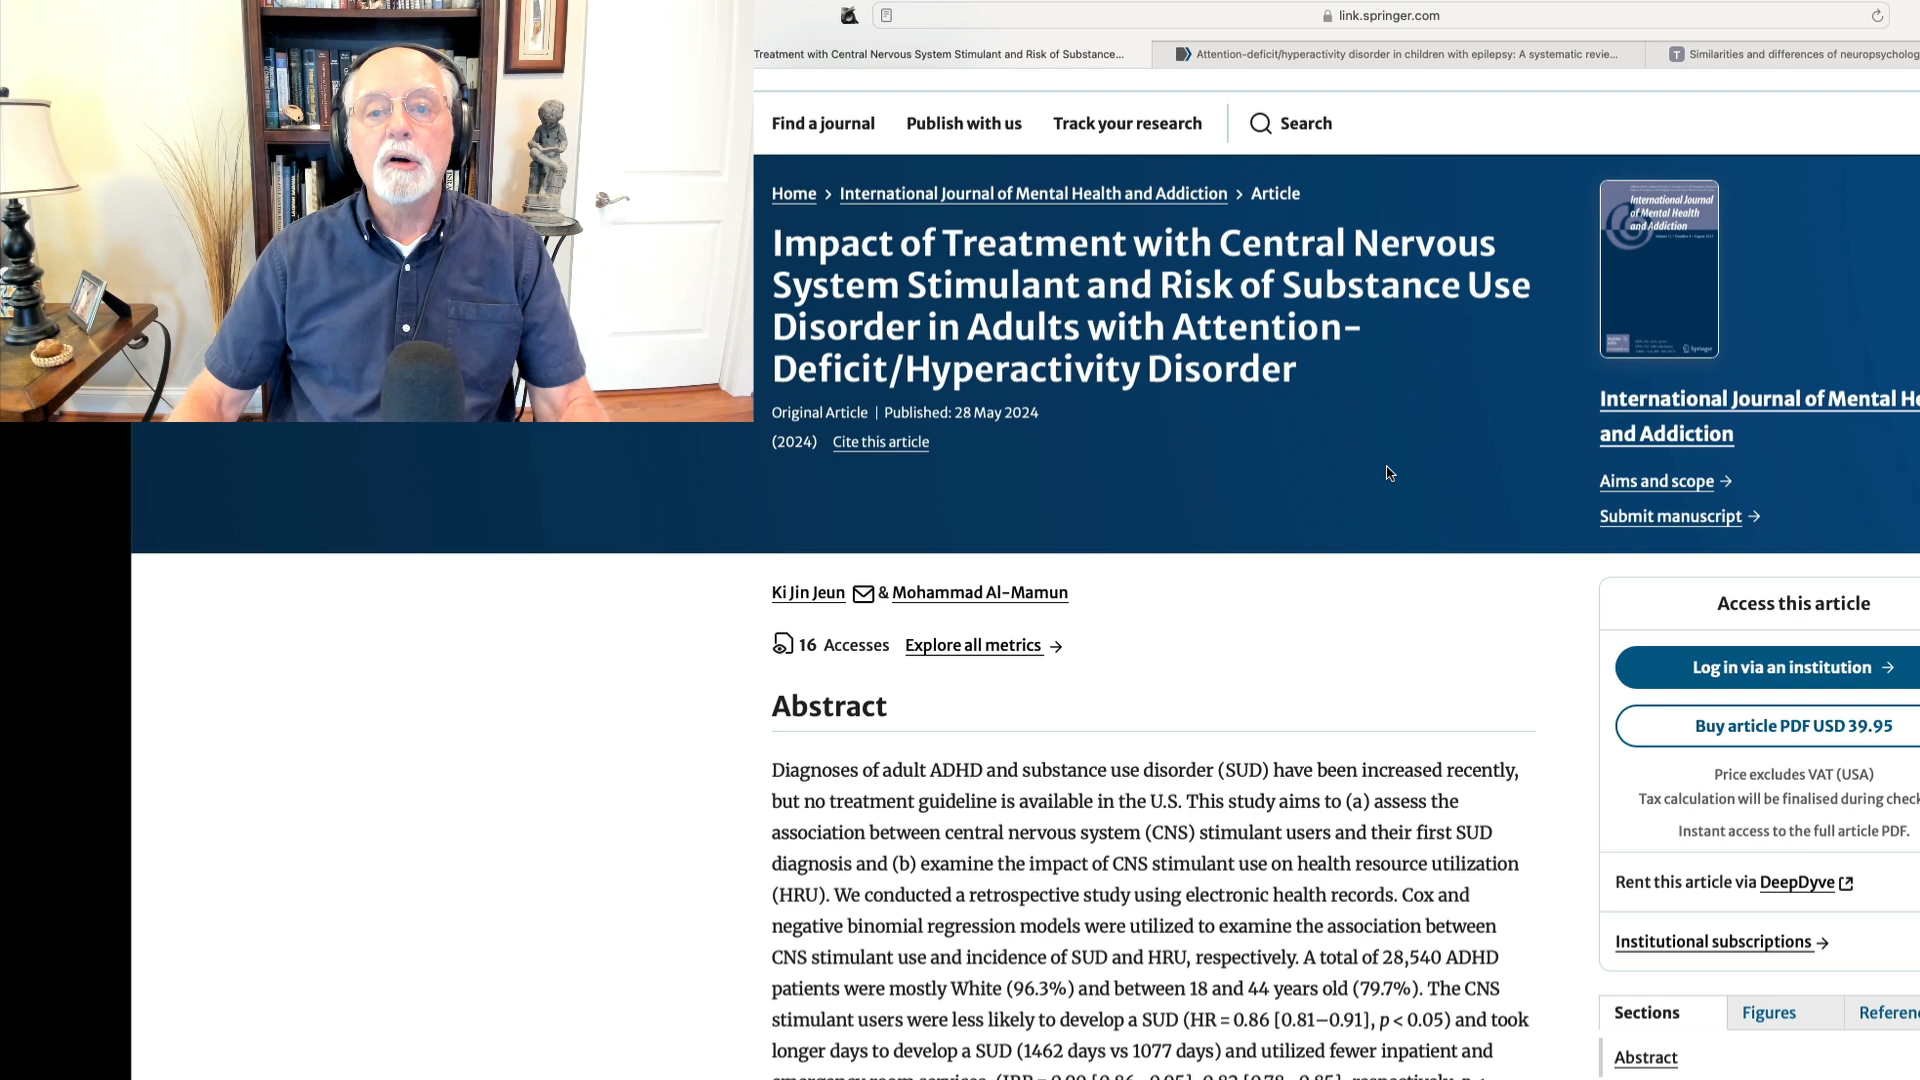 link.springer.com
Treatment with Central Nervous System Stimulant and Risk of Substance...
Attention-deficit/hyperactivity disorder in children with epilepsy: A systematic revie...
T
Similarities and differences of neuropsycholog
Find a journal
Publish with us
Track your research
Search
Home > International Journal of Mental Health and Addiction > Article
Impact of Treatment with Central Nervous
System Stimulant and Risk of Substance Use
Disorder in Adults with Attention-
Deficit/Hyperactivity Disorder
Original Article | Published: 28 May 2024
(2024) Cite this article
International Journal
of Mental Health
and Addiction
Springer
International Journal of Mental He
and Addiction
Aims and scope →
Submit manuscript →
Ki Jin Jeun & Mohammad Al-Mamun
16 Accesses Explore all metrics →
Abstract
Diagnoses of adult ADHD and substance use disorder (SUD) have been increased recently,
but no treatment guideline is available in the U.S. This study aims to (a) assess the
association between central nervous system (CNS) stimulant users and their first SUD
diagnosis and (b) examine the impact of CNS stimulant use on health resource utilization
(HRU). We conducted a retrospective study using electronic health records. Cox and
negative binomial regression models were utilized to examine the association between
CNS stimulant use and incidence of SUD and HRU, respectively. A total of 28,540 ADHD
patients were mostly White (96.3%) and between 18 and 44 years old (79.7%). The CNS
stimulant users were less likely to develop a SUD (HR = 0.86 [0.81–0.91], p < 0.05) and took
longer days to develop a SUD (1462 days vs 1077 days) and utilized fewer inpatient and
Access this article
Log in via an institution →
Buy article PDF USD 39.95
Price excludes VAT (USA)
Tax calculation will be finalised during check
Instant access to the full article PDF.
Rent this article via DeepDyve
Institutional subscriptions →
Sections
Figures
Referen
Abstract